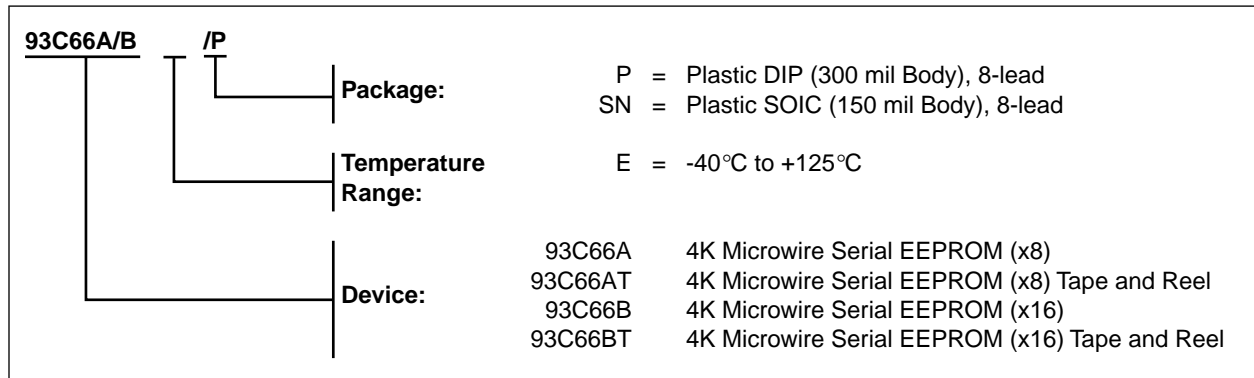 93C66A/B /P
Package: P = Plastic DIP (300 mil Body), 8-lead
SN = Plastic SOIC (150 mil Body), 8-lead
Temperature E = -40°C to +125°C
Range:
93C66A 4K Microwire Serial EEPROM (x8)
93C66AT 4K Microwire Serial EEPROM (x8) Tape and Reel
Device: 93C66B 4K Microwire Serial EEPROM (x16)
93C66BT 4K Microwire Serial EEPROM (x16) Tape and Reel